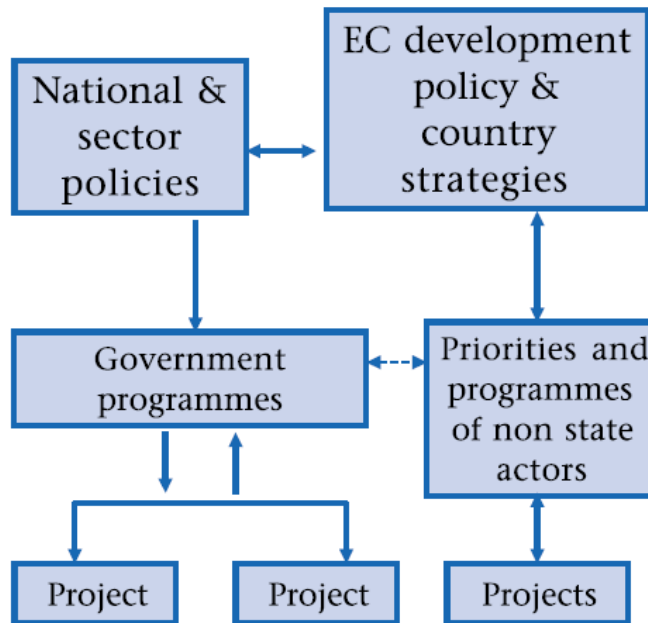 National &
sector
policies
EC development
policy &
country
strategies
Government
programmes
Priorities and
programmes
of non state
actors
Project
Project
Projects